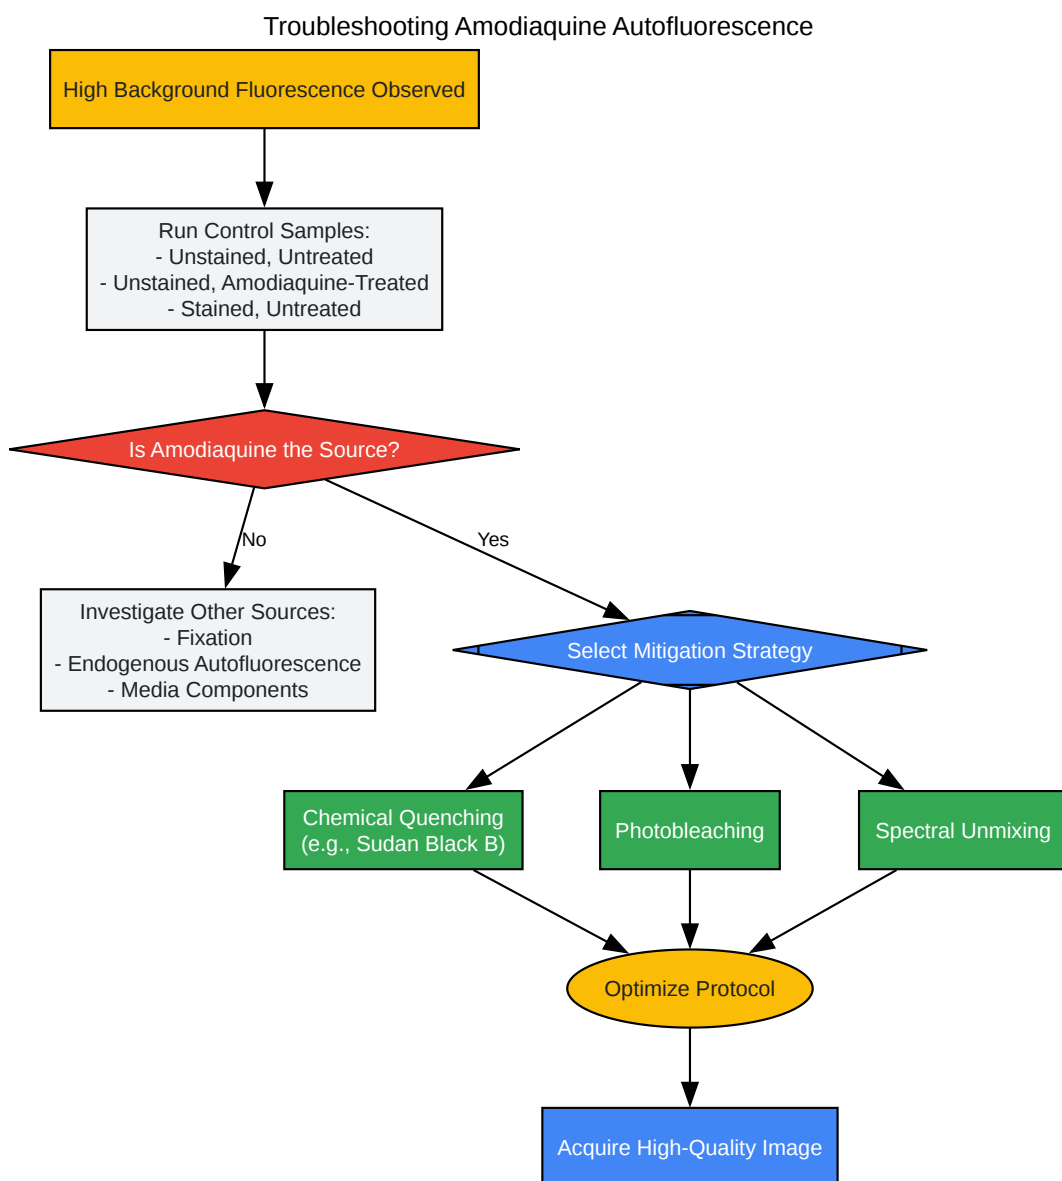 Troubleshooting Amodiaquine Autofluorescence
High Background Fluorescence Observed
Run Control Samples:
- Unstained, Untreated
- Unstained, Amodiaquine-Treated
- Stained, Untreated
Is Amodiaquine the Source?
No
Yes
Investigate Other Sources:
- Fixation
- Endogenous Autofluorescence
- Media Components
Select Mitigation Strategy
Chemical Quenching
(e.g., Sudan Black B)
Photobleaching
Spectral Unmixing
Optimize Protocol
Acquire High-Quality Image